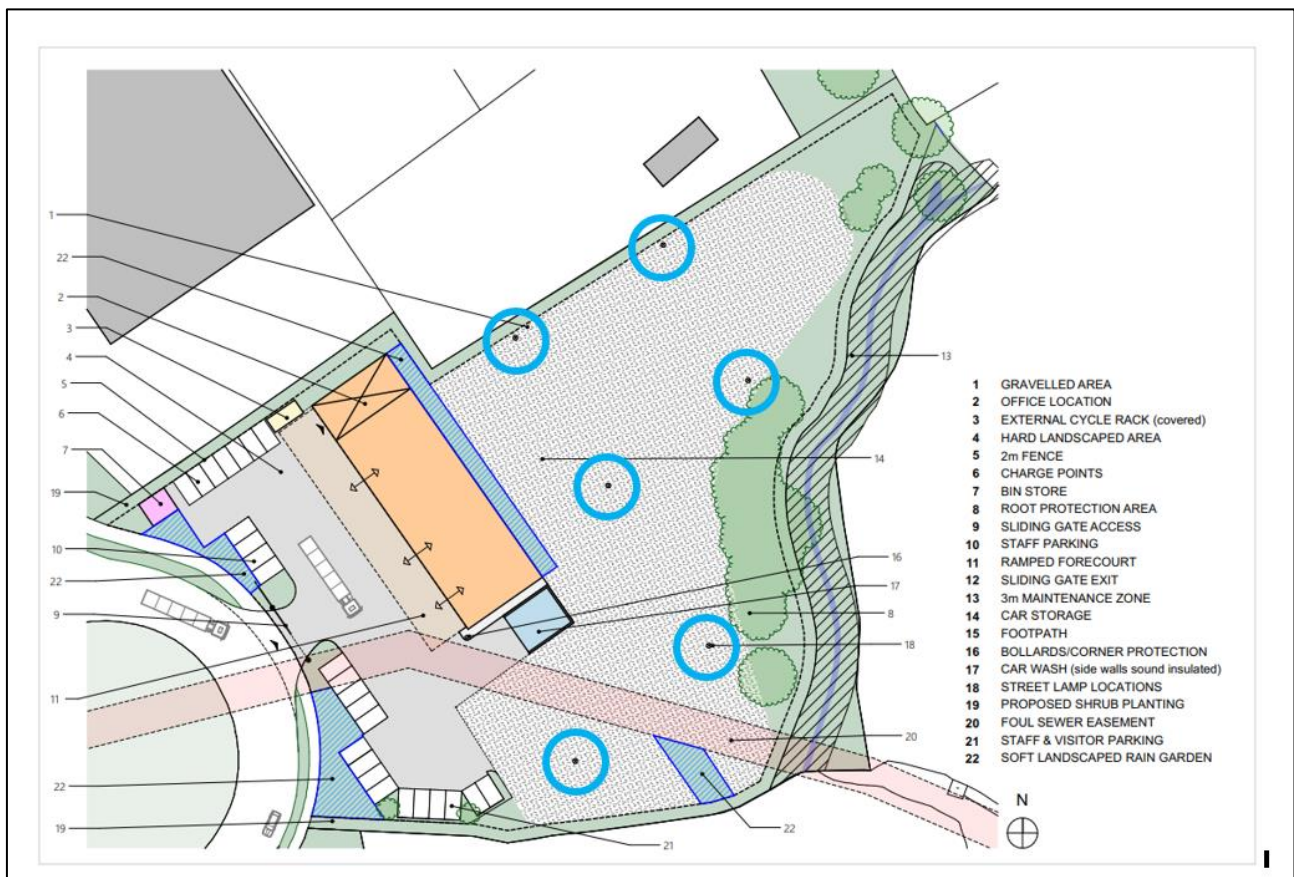 1
22
2
3
4
5
6
7
19
10
22
9
11
22
19
13
14
16
17
8
18
20
22
21
1 GRAVELLED AREA
2 OFFICE LOCATION
3 EXTERNAL CYCLE RACK (covered)
4 HARD LANDSCAPED AREA
5 2m FENCE
6 CHARGE POINTS
7 BIN STORE
8 ROOT PROTECTION AREA
9 SLIDING GATE ACCESS
10 STAFF PARKING
11 RAMPED FORECOURT
12 SLIDING GATE EXIT
13 3m MAINTENANCE ZONE
14 CAR STORAGE
15 FOOTPATH
16 BOLLARDS/CORNER PROTECTION
17 CAR WASH (side walls sound insulated)
18 STREET LAMP LOCATIONS
19 PROPOSED SHRUB PLANTING
20 FOUL SEWER EASEMENT
21 STAFF & VISITOR PARKING
22 SOFT LANDSCAPED RAIN GARDEN
N